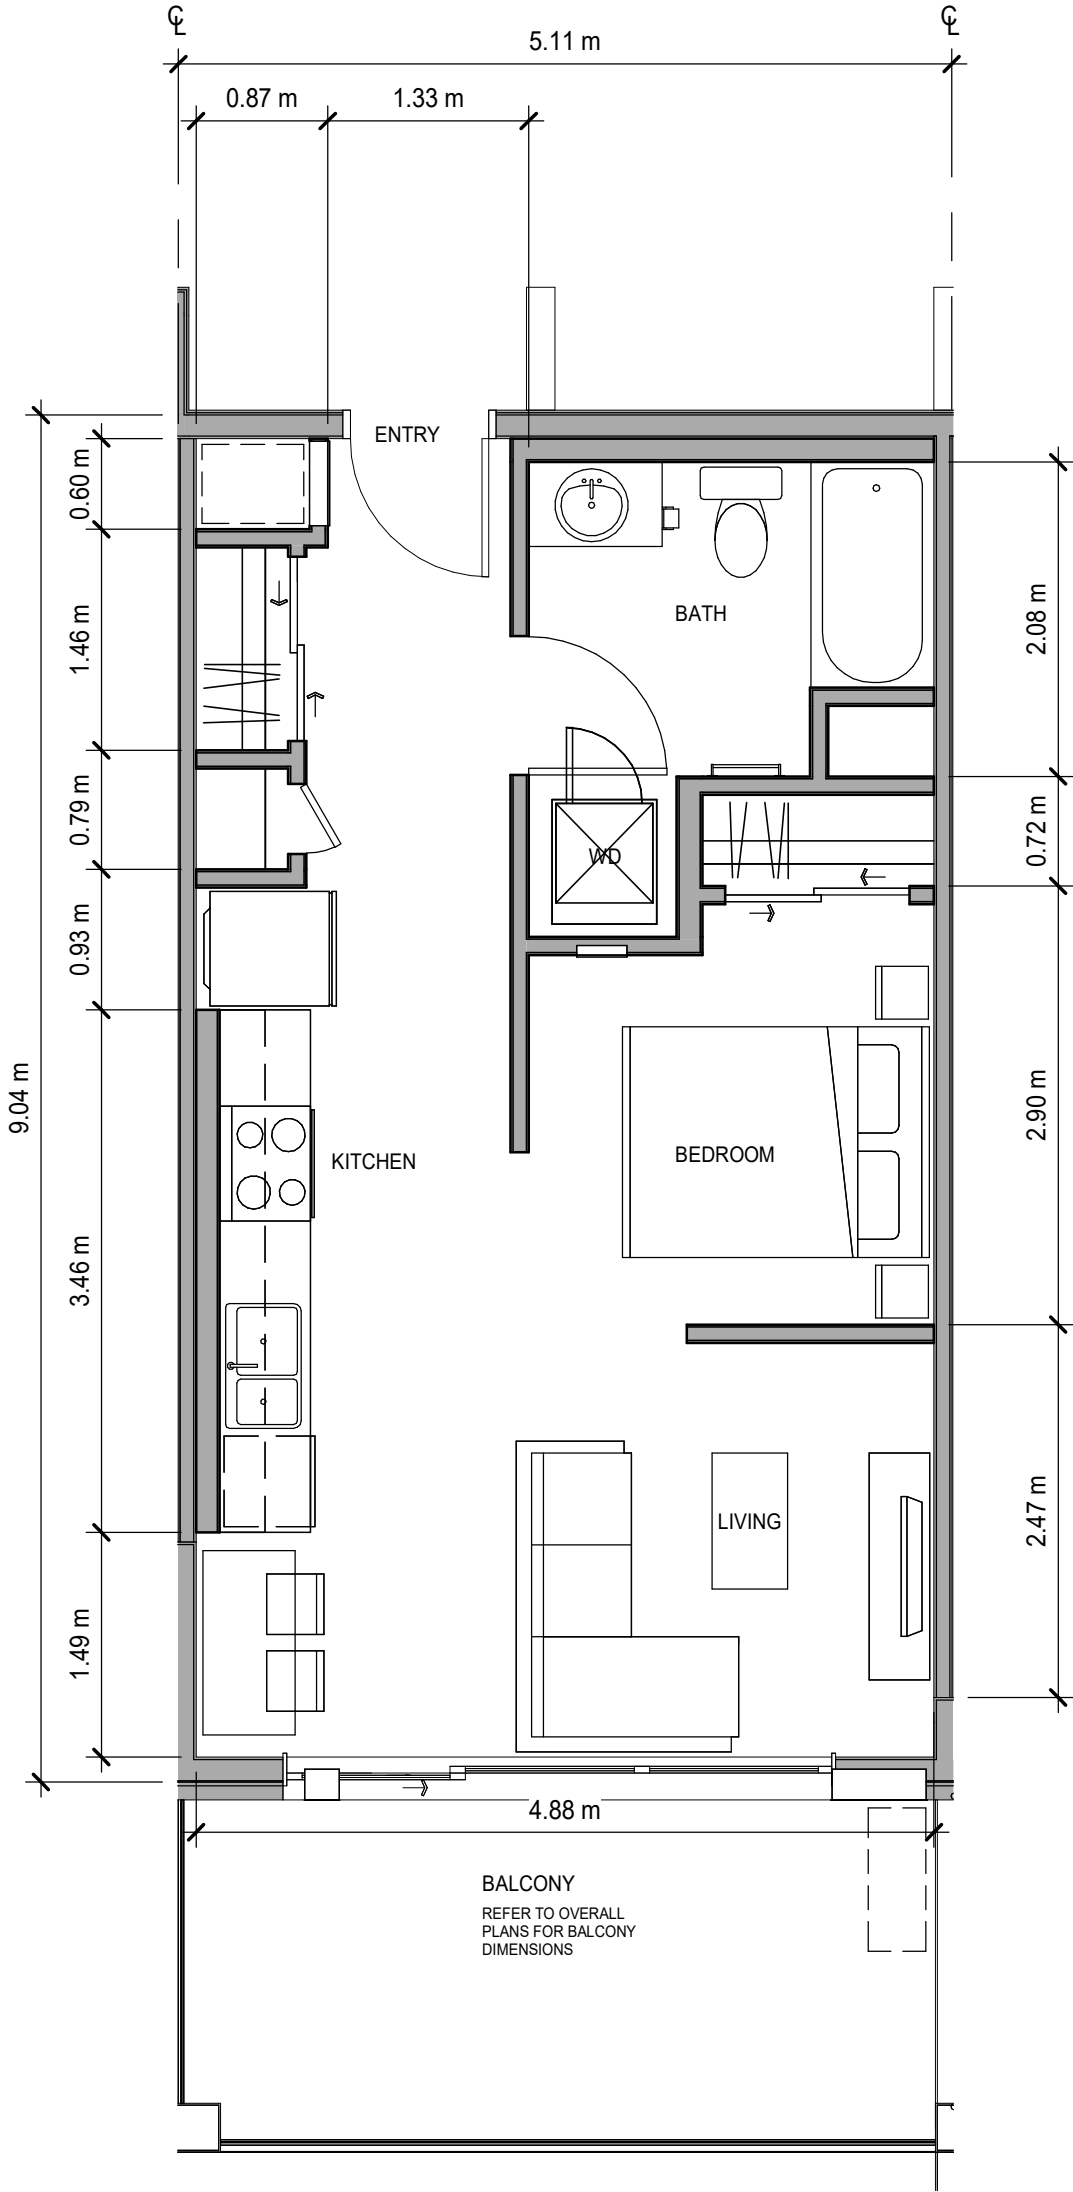 ℄ ℄
5.11 m
0.87 m 1.33 m
ENTRY
0.60 m
1.46 m
BATH
2.08 m
0.79 m
WD
0.72 m
0.93 m
9.04 m
2.90 m
KITCHEN
BEDROOM
3.46 m
LIVING
2.47 m
1.49 m
4.88 m
BALCONY
REFER TO OVERALL
PLANS FOR BALCONY
DIMENSIONS